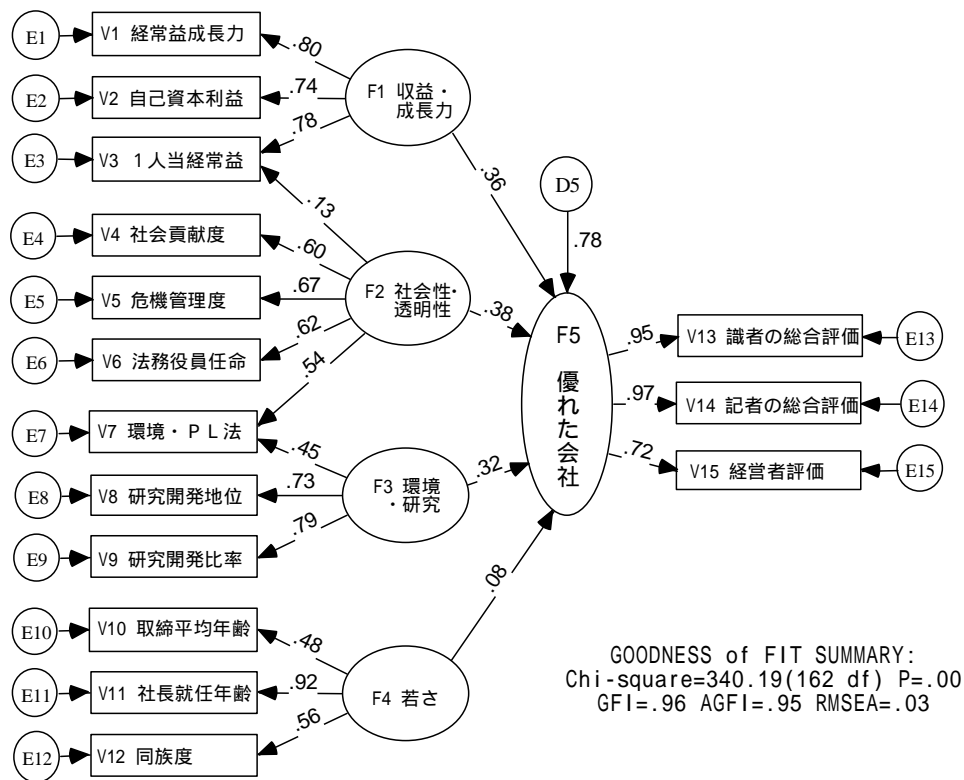 E1
V1 経常益成長力
.80
E2
V2 自己資本利益
.74
F1 収益・
成長力
E3
V3 1人当経常益
.78
.13
.36
D5
.78
E4
V4 社会貢献度
.60
E5
V5 危機管理度
.67
F2 社会性・
透明性
.38
E6
V6 法務役員任命
.62
.54
F5
優れた会社
.95
V13 識者の総合評価
E13
.97
V14 記者の総合評価
E14
.72
V15 経営者評価
E15
E7
V7 環境・PL法
.45
E8
V8 研究開発地位
.73
F3 環境
・研究
.32
E9
V9 研究開発比率
.79
.08
E10
V10 取締平均年齢
.48
E11
V11 社長就任年齢
.92
F4 若さ
E12
V12 同族度
.56
GOODNESS of FIT SUMMARY:
Chi-square=340.19(162 df) P=.00
GFI=.96 AGFI=.95 RMSEA=.03